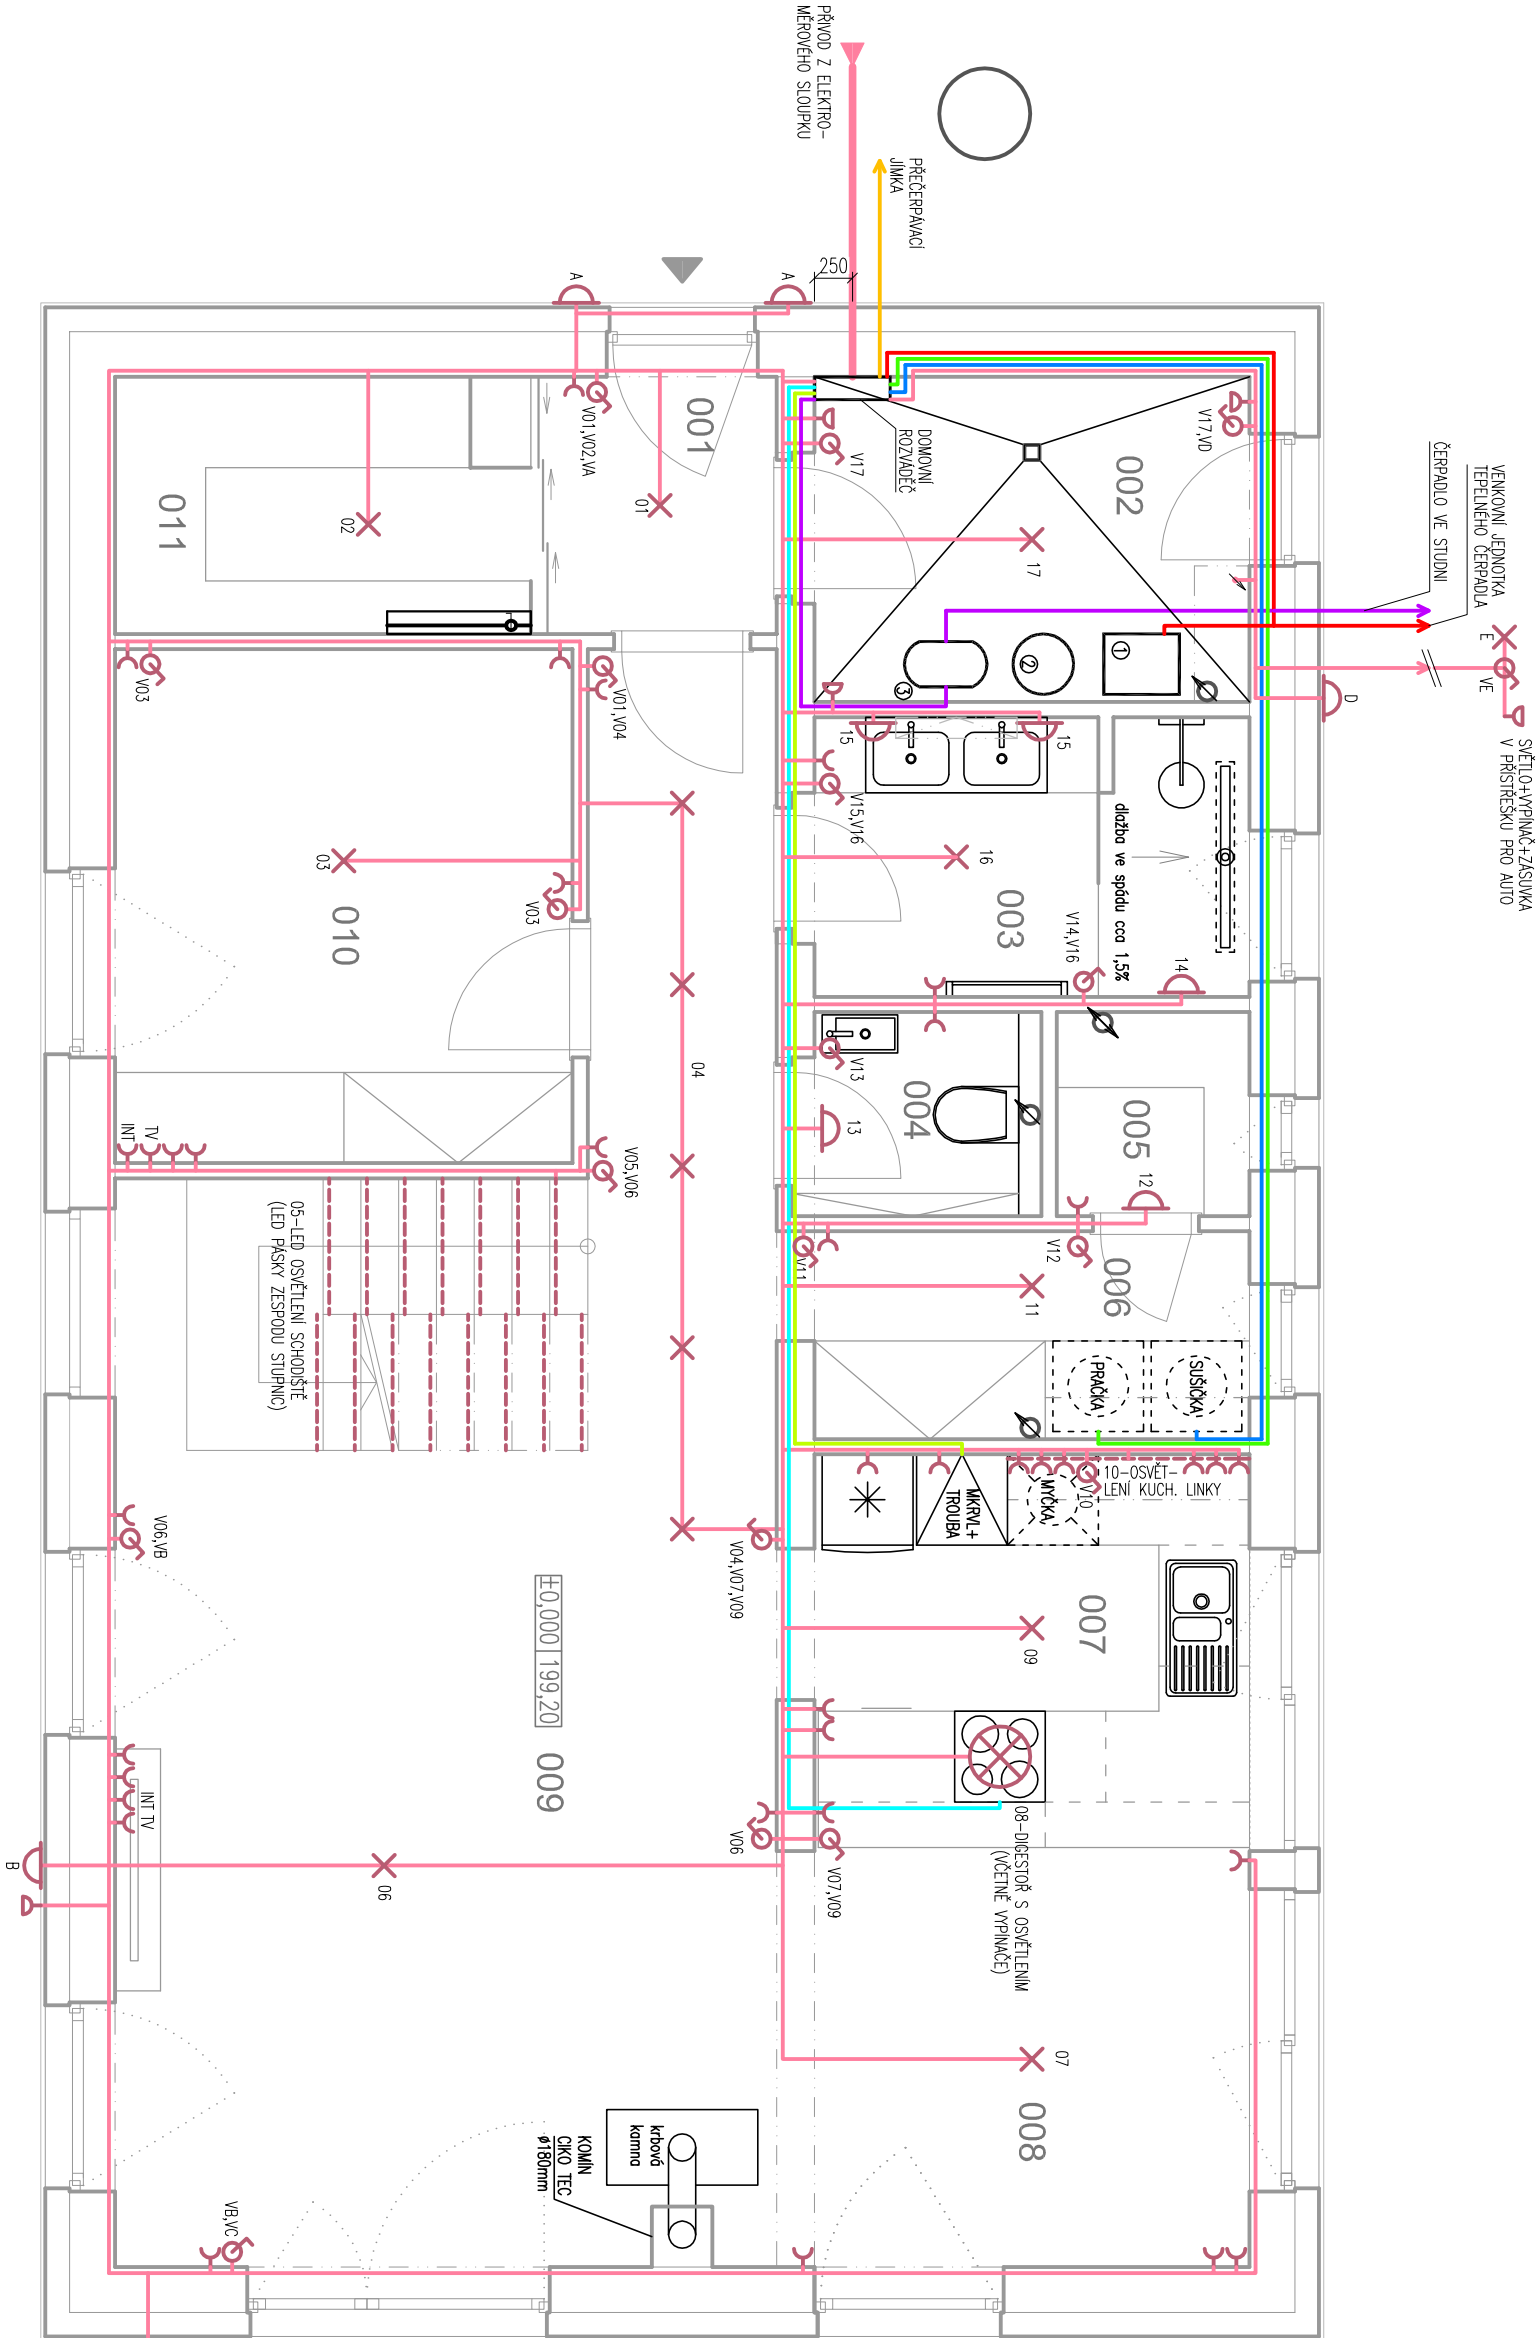 PŘÍVOD Z ELEKTRO-
MĚROVÉHO SLOUPKU
PŘEČERPÁVACÍ
JÍMKA
250
VENKOVNÍ JEDNOTKA
TEPELNÉHO ČERPADLA
ČERPADLO VE STUDNI
E
VE
D
SVĚTLO+VYPÍNAČ+ZÁSUVKA
V PŘÍSTŘEŠKU PRO AUTO
A
A
V01,V02,VA
001
01
02
011
V17
DOMOVNÍ
ROZVÁDĚČ
002
V17,VD
17
1
2
3
V03
V01,V04
03
010
V03
15
15
V15,V16
16
003
dlažba ve spádu cca 1,5%
V14,V16
14
04
V13
004
13
005
12
V12
006
V11
11
INT
TV
V05,V06
05-LED OSVĚTLENÍ SCHODIŠTĚ
(LED PÁSKY ZESPODU STUPNIC)
PRAČKA
SUŠIČKA
10-OSVĚT-
LENÍ KUCH. LINKY
V10
MYČKA
MKRVL+
TROUBA
V06,VB
V04,V07,V09
±0,000
199,20
009
007
09
INT TV
V06
V07,V09
08-DIGESTOŘ S OSVĚTLENÍM
(VČETNĚ VYPÍNAČE)
B
06
07
008
krbová
kamna
KOMÍN
CIKO TEC
ø180mm
VB,VC